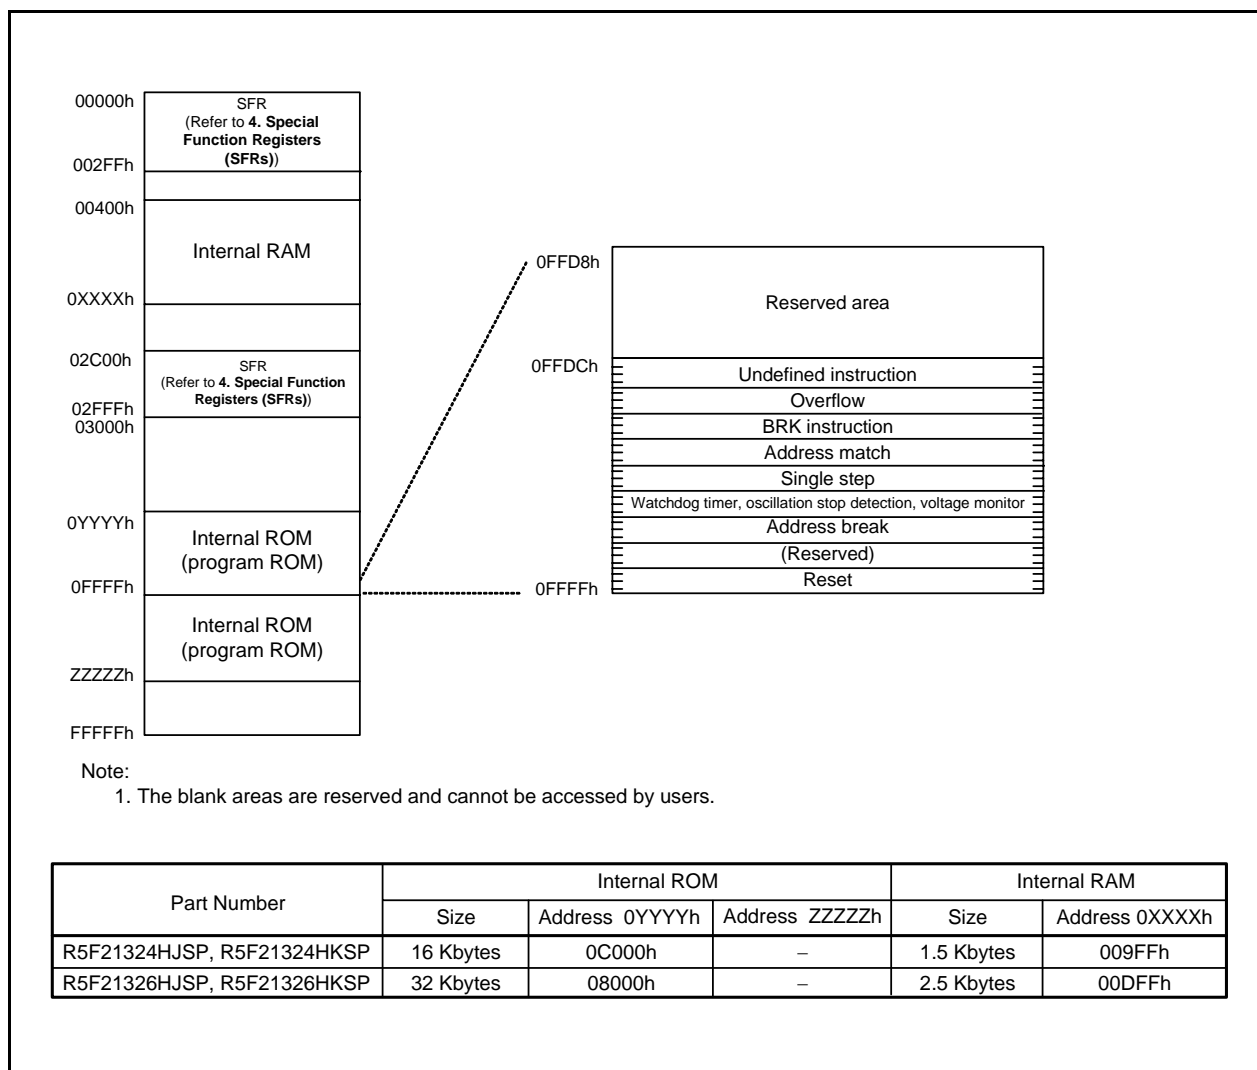 00000h
SFR
(Refer to 4. Special
Function Registers
(SFRs))
002FFh
00400h
Internal RAM
0XXXXh
02C00h
SFR
(Refer to 4. Special Function
Registers (SFRs))
02FFFh
03000h
0YYYYh
Internal ROM
(program ROM)
0FFFFh
Internal ROM
(program ROM)
ZZZZZh
FFFFFh
0FFD8h
Reserved area
0FFDCh
Undefined instruction
Overflow
BRK instruction
Address match
Single step
Watchdog timer, oscillation stop detection, voltage monitor
Address break
(Reserved)
Reset
0FFFFh
Note:
1. The blank areas are reserved and cannot be accessed by users.
Part Number Internal ROM Internal RAM
Size Address 0YYYYh Address ZZZZZh Size Address 0XXXXh
R5F21324HJSP, R5F21324HKSP 16 Kbytes 0C000h – 1.5 Kbytes 009FFh
R5F21326HJSP, R5F21326HKSP 32 Kbytes 08000h – 2.5 Kbytes 00DFFh